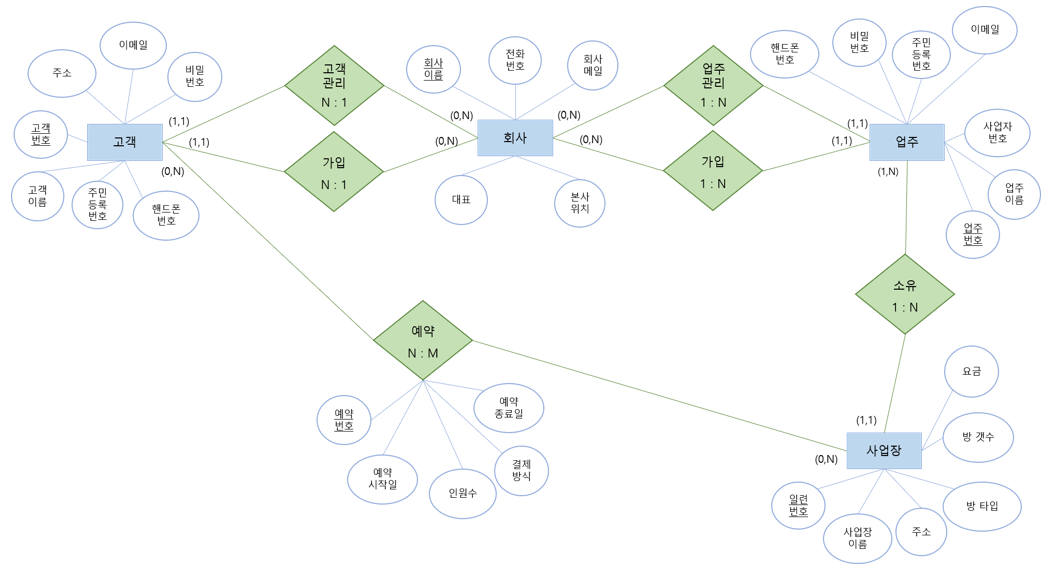 이메일
주소
비밀
번호
고객
번호
고객
고객
이름
주민
등록
번호
핸드폰
번호
(1,1)
(1,1)
(0,N)
고객
관리
N : 1
가입
N : 1
(0,N)
(0,N)
회사
이름
전화
번호
회사
메일
회사
대표
본사
위치
(0,N)
(0,N)
업주
관리
1 : N
가입
1 : N
(1,1)
(1,1)
(1,N)
핸드폰
번호
비밀
번호
주민
등록
번호
이메일
업주
사업자
번호
업주
이름
업주
번호
소유
1 : N
(1,1)
(0,N)
예약
N : M
예약
번호
예약
시작일
인원수
결제
방식
예약
종료일
사업장
요금
방 갯수
방 타입
주소
사업장
이름
일련
번호